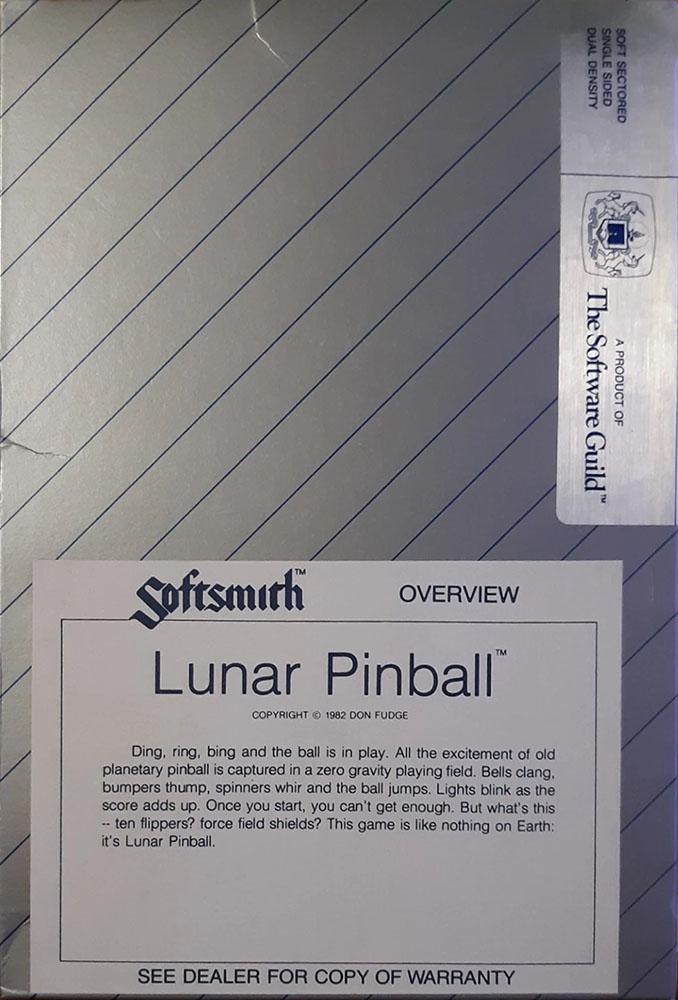 SOFT SECTORED
SINGLE SIDED
DUAL DENSITY
A PRODUCT OF
The Software Guild™
Softsmith™
OVERVIEW
Lunar Pinball™
COPYRIGHT © 1982 DON FUDGE
Ding, ring, bing and the ball is in play. All the excitement of old
planetary pinball is captured in a zero gravity playing field. Bells clang,
bumpers thump, spinners whir and the ball jumps. Lights blink as the
score adds up. Once you start, you can't get enough. But what's this
-- ten flippers? force field shields? This game is like nothing on Earth:
it's Lunar Pinball.
SEE DEALER FOR COPY OF WARRANTY